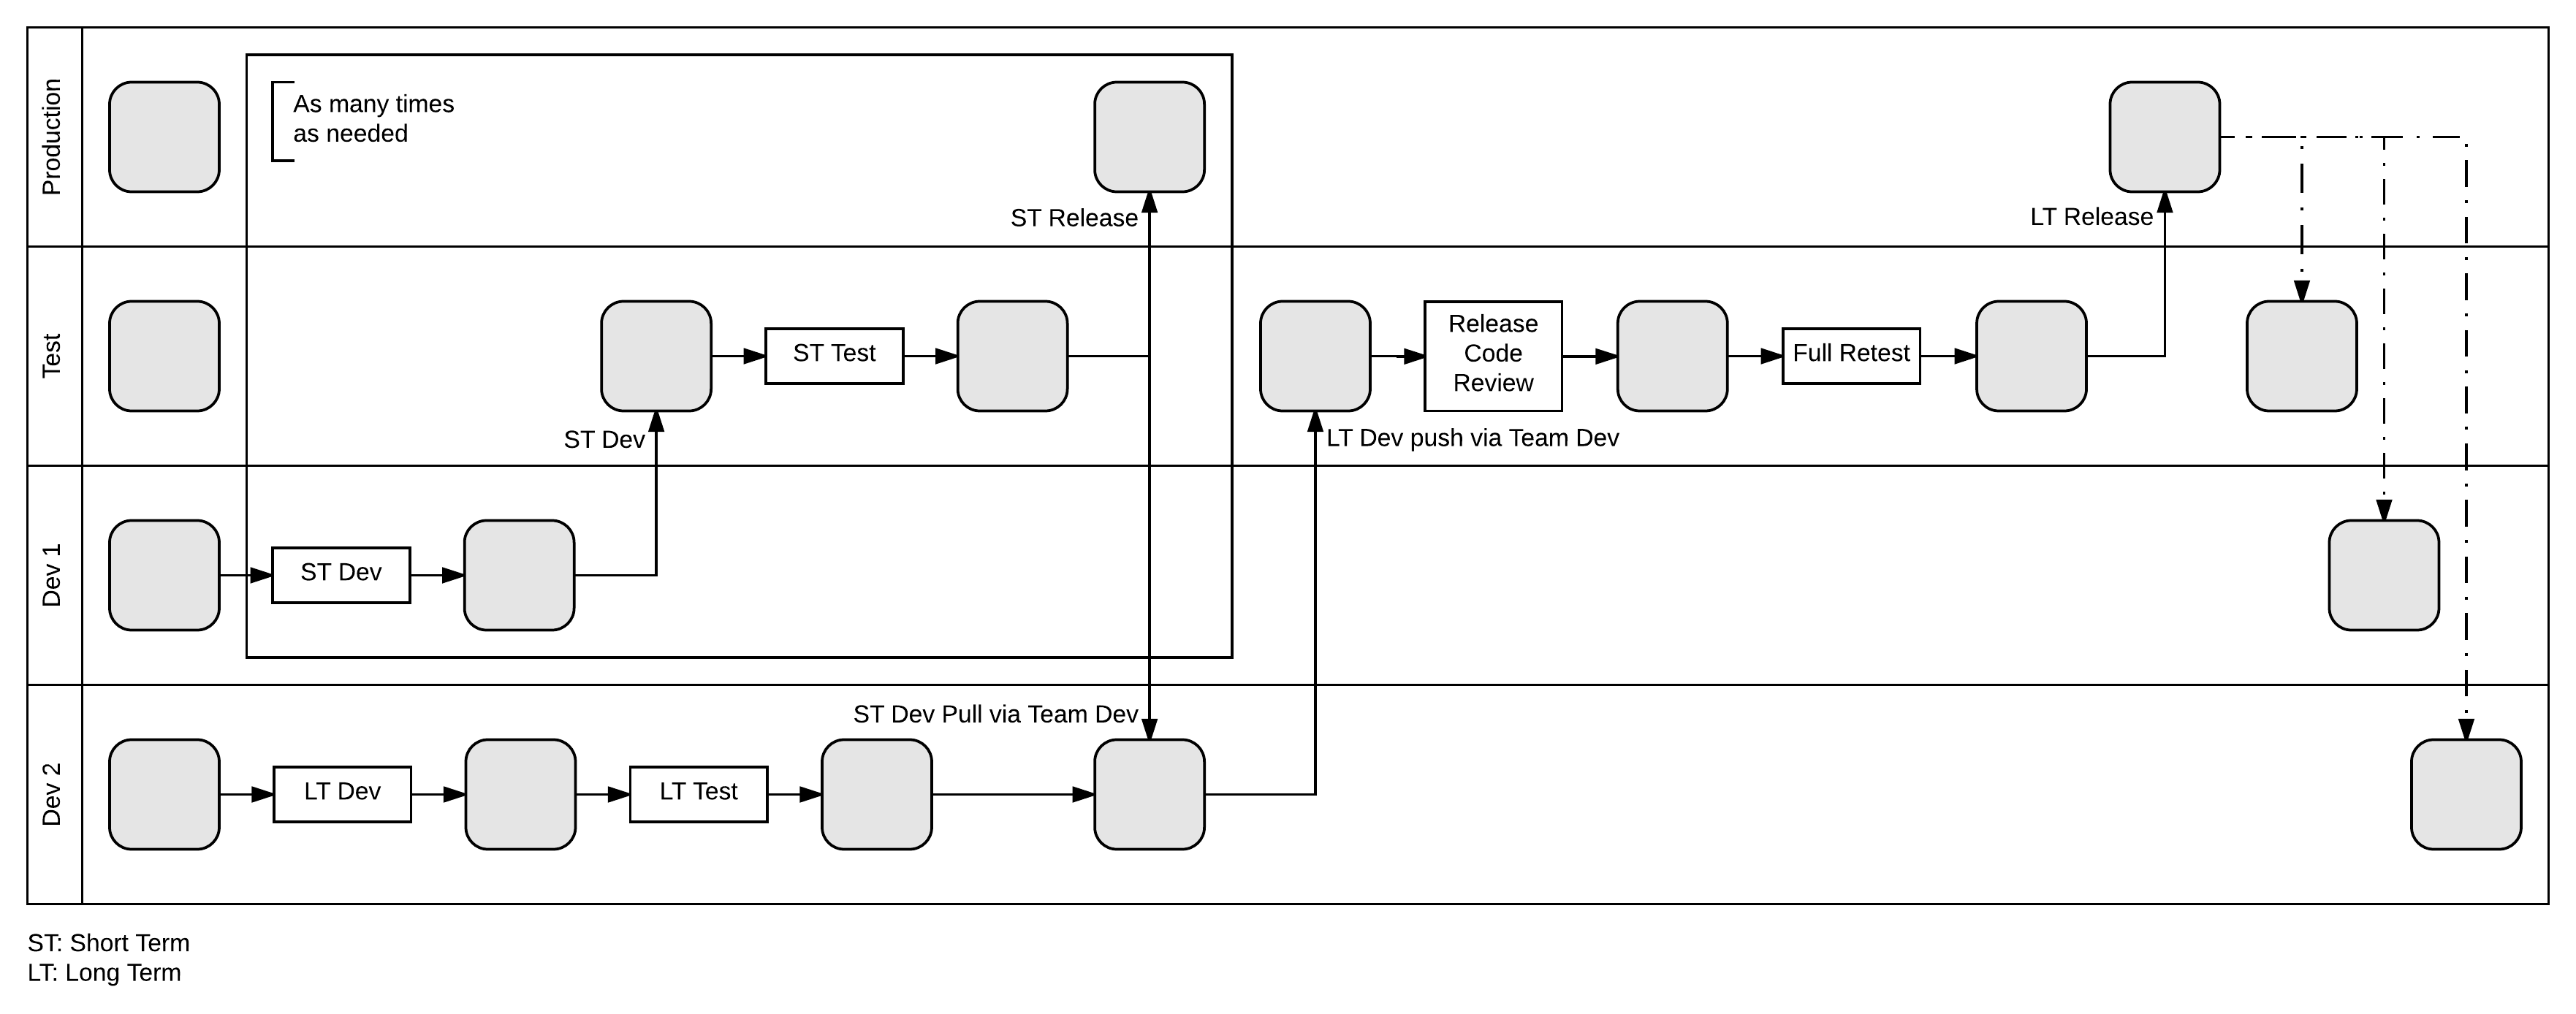 Production
As many times
as needed
ST Release
LT Release
Test
ST Test
Release
Code
Review
Full Retest
ST Dev
LT Dev push via Team Dev
Dev 1
ST Dev
ST Dev Pull via Team Dev
Dev 2
LT Dev
LT Test
ST: Short Term
LT: Long Term